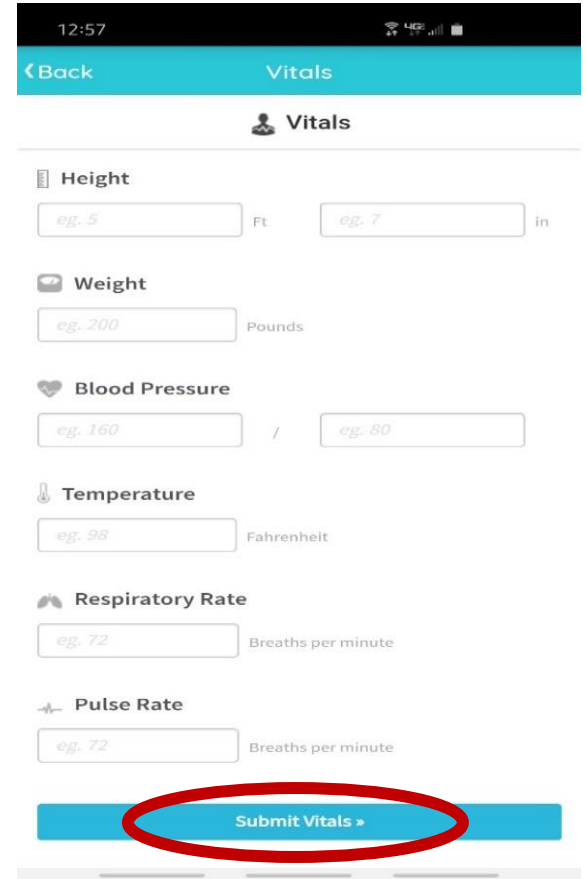 12:57
4GE
‹Back Vitals
Vitals
Height
eg. 5 Ft eg. 7 in
Weight
eg. 200 Pounds
Blood Pressure
eg. 160 / eg. 80
Temperature
eg. 98 Fahrenheit
Respiratory Rate
eg. 72 Breaths per minute
Pulse Rate
eg. 72 Breaths per minute
Submit Vitals »